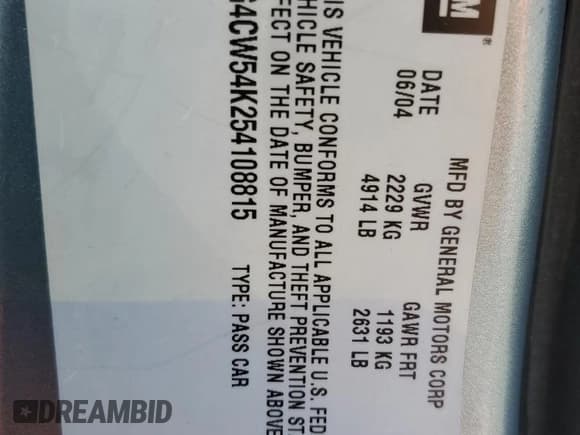 GM®
MFD BY GENERAL MOTORS CORP
DATE GVWR GAWR FRT
06/04 2229 KG 1193 KG
4914 LB 2631 LB
IS VEHICLE CONFORMS TO ALL APPLICABLE U.S. FED
HICLE SAFETY, BUMPER, AND THEFT PREVENTION ST
FECT ON THE DATE OF MANUFACTURE SHOWN ABOVE
G4CW54K254108815 TYPE: PASS CAR
DREAMBID